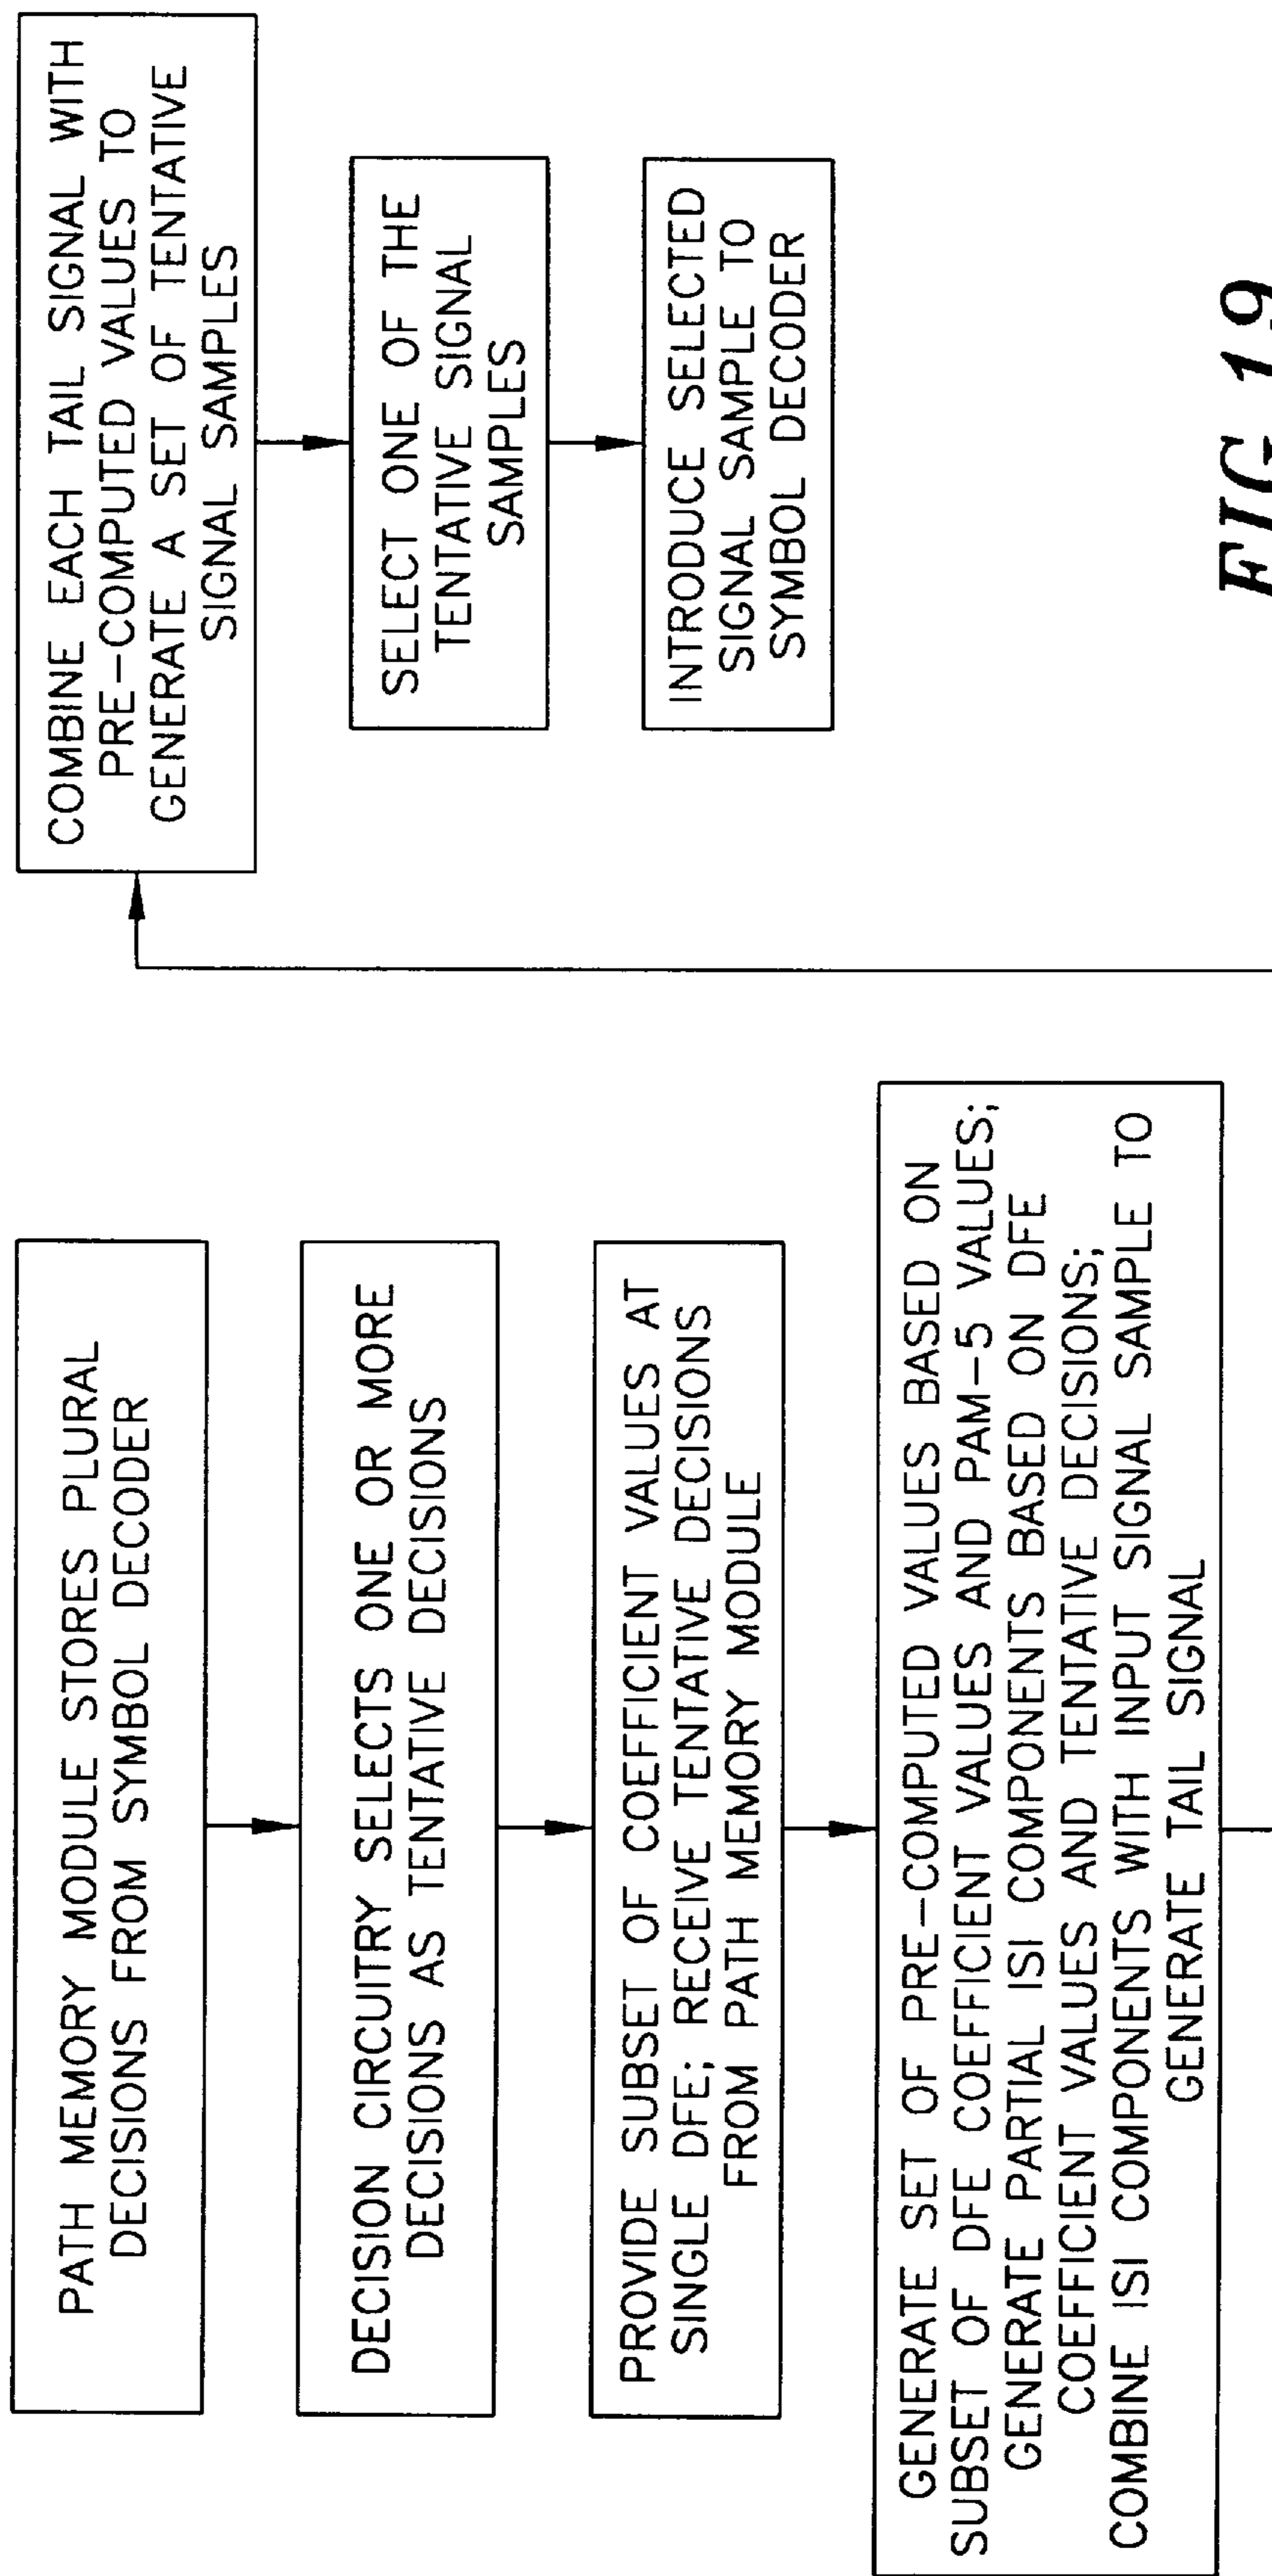 PATH MEMORY MODULE STORES PLURAL
DECISIONS FROM SYMBOL DECODER
DECISION CIRCUITRY SELECTS ONE OR MORE
DECISIONS AS TENTATIVE DECISIONS
PROVIDE SUBSET OF COEFFICIENT VALUES AT
SINGLE DFE; RECEIVE TENTATIVE DECISIONS
FROM PATH MEMORY MODULE
GENERATE SET OF PRE-COMPUTED VALUES BASED ON
SUBSET OF DFE COEFFICIENT VALUES AND PAM-5 VALUES;
GENERATE PARTIAL ISI COMPONENTS BASED ON DFE
COEFFICIENT VALUES AND TENTATIVE DECISIONS;
COMBINE ISI COMPONENTS WITH INPUT SIGNAL SAMPLE TO
GENERATE TAIL SIGNAL
COMBINE EACH TAIL SIGNAL WITH
PRE-COMPUTED VALUES TO
GENERATE A SET OF TENTATIVE
SIGNAL SAMPLES
SELECT ONE OF THE
TENTATIVE SIGNAL
SAMPLES
INTRODUCE SELECTED
SIGNAL SAMPLE TO
SYMBOL DECODER
FIG 19